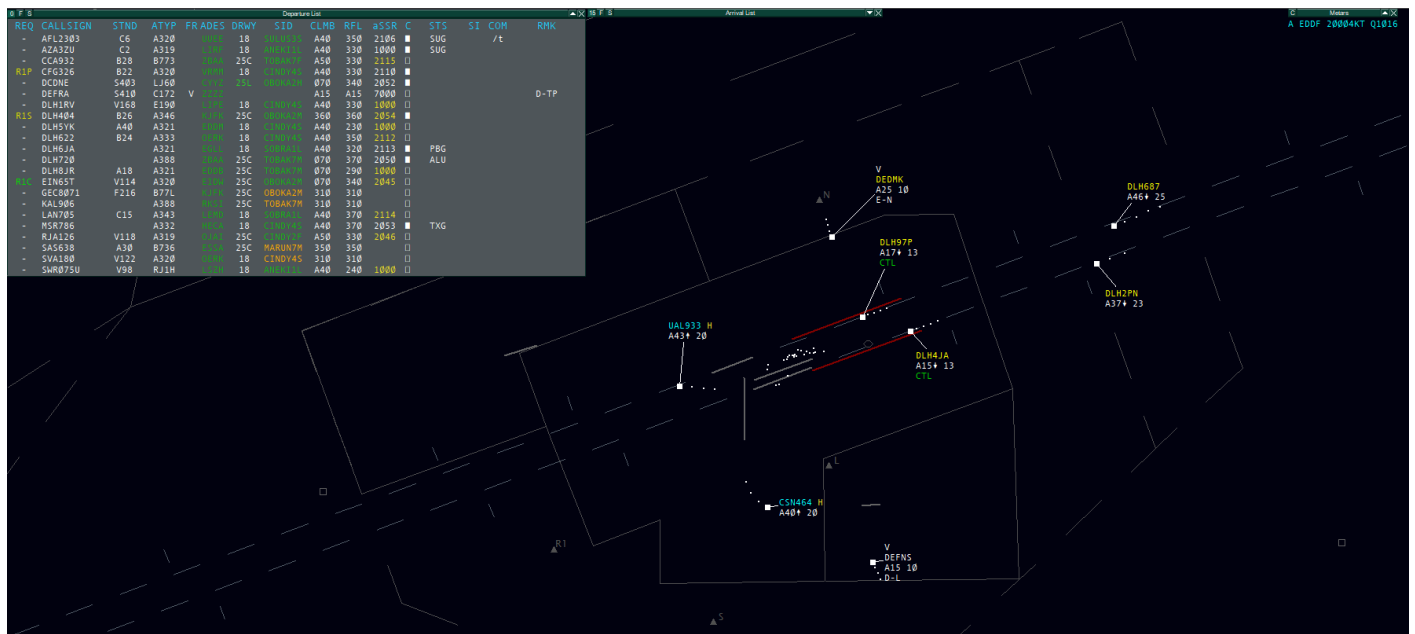 G F S Departure List
REQ CALLSIGN STND ATYP FR ADES DRWY SID CLMB RFL aSSR C STS SI COM RMK
- AFL2303 C6 A320 UUEE 18 SULUS3S A40 350 2106 ■ SUG /t
- AZA3ZU C2 A319 LIRF 18 ANEKI1L A40 330 1000 ■ SUG
- CCA932 B28 B773 ZBAA 25C TOBAK7F A50 330 2115 □
R1P CFG326 B22 A320 VRMM 18 CINDY4S A40 330 2110 ■
- DCDNE S403 LJ60 CYYZ 25L OBOKA2M 070 340 2052 ■
- DEFRA S410 C172 V ZZZZ A15 A15 7000 □ D-TP
- DLH1RV V168 E190 LIPE 18 CINDY4S A40 330 1000 □
R1S DLH404 B26 A346 KJFK 25C OBOKA2M 360 360 2054 ■
- DLH5YK A40 A321 EDDM 18 CINDY4S A40 230 1000 □
- DLH622 B24 A333 OERK 18 CINDY4S A40 350 2112 □
- DLH6JA A321 EGLL 18 SOBRA1L A40 320 2113 ■ PBG
- DLH720 A388 ZBAA 25C TOBAK7M 070 370 2050 ■ ALU
- DLH8JR A18 A321 EDDB 25C TOBAK7M 070 290 1000 □
R1C EIN65T V114 A320 EIDW 25C OBOKA2M 070 340 2045 □
- GEC8071 F216 B77L KJFK 25C OBOKA2M 310 310 □
- KAL906 A388 RKSI 25C TOBAK7M 310 310 □
- LAN705 C15 A343 LEMD 18 SOBRA1L A40 370 2114 □
- MSR786 A332 HECA 18 CINDY4S A40 370 2053 ■ TXG
- RJA126 V118 A319 OJAI 25C CINDY2F A50 330 2046 □
- SAS638 A30 B736 ESSA 25C MARUN7M 350 350 □
- SVA180 V122 A320 OERK 18 CINDY4S 310 310 □
- SWR075U V98 RJ1H LSZH 18 ANEKI1L A40 240 1000 □
F S Arrival List
C Metars
A EDDF 20004KT Q1016
V
DEDMK
A25 10
E-N
N
DLH687
A46 25
DLH97P
A17 13
CTL
DLH2PN
A37 23
UAL933 H
A43 20
DLH4JA
A15 13
CTL
L
CSN464 H
A40 20
R1
V
DEFNS
A15 10
D-L
S